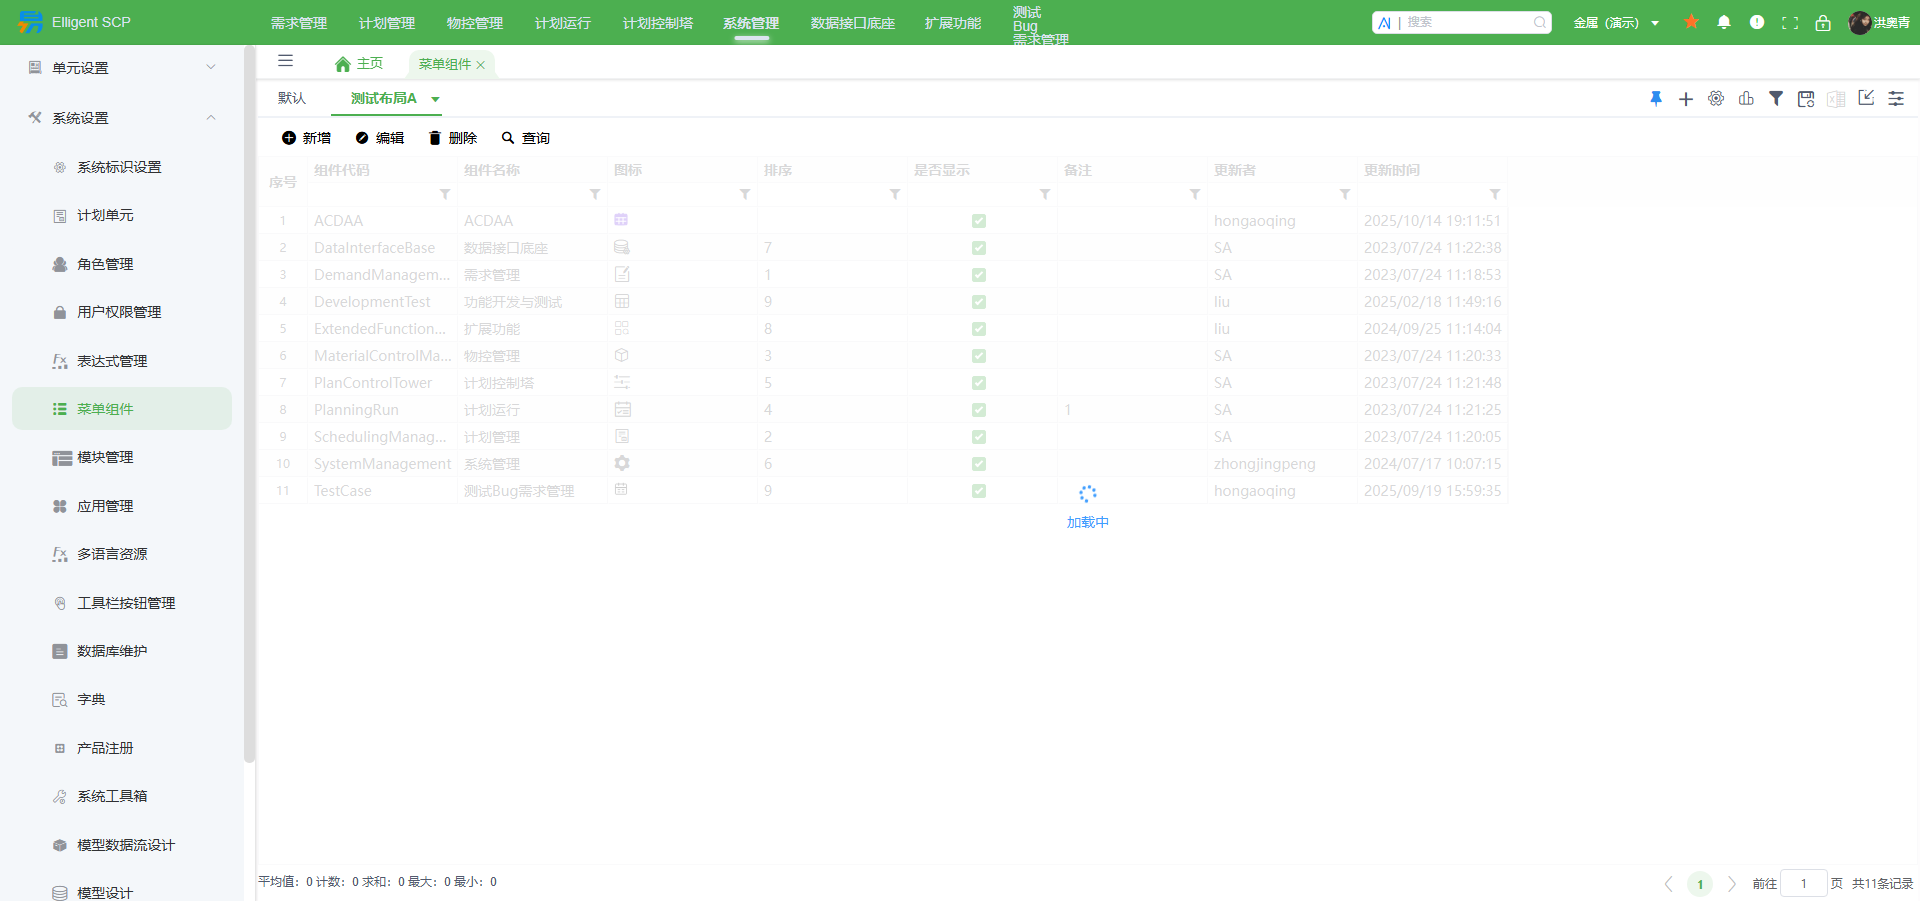 Elligent SCP
需求管理 计划管理 物控管理 计划运行 计划控制塔 系统管理 数据接口底座 扩展功能 测试
Bug
需求管理
AI | 搜索
金属（演示）
洪奥青
单元设置
系统设置
系统标识设置
计划单元
角色管理
用户权限管理
表达式管理
菜单组件
模块管理
应用管理
多语言资源
工具栏按钮管理
数据库维护
字典
产品注册
系统工具箱
模型数据流设计
模型设计
主页 菜单组件
默认 测试布局A
新增 编辑 删除 查询
序号 组件代码 组件名称 图标 排序 是否显示 备注 更新者 更新时间
1 ACDAA ACDAA hongaoqing 2025/10/14 19:11:51
2 DataInterfaceBase 数据接口底座 7 SA 2023/07/24 11:22:38
3 DemandManagem... 需求管理 1 SA 2023/07/24 11:18:53
4 DevelopmentTest 功能开发与测试 9 liu 2025/02/18 11:49:16
5 ExtendedFunction... 扩展功能 8 liu 2024/09/25 11:14:04
6 MaterialControlMa... 物控管理 3 SA 2023/07/24 11:20:33
7 PlanControlTower 计划控制塔 5 SA 2023/07/24 11:21:48
8 PlanningRun 计划运行 4 1 SA 2023/07/24 11:21:25
9 SchedulingManag... 计划管理 2 SA 2023/07/24 11:20:05
10 SystemManagement 系统管理 6 zhongjingpeng 2024/07/17 10:07:15
11 TestCase 测试Bug需求管理 9 hongaoqing 2025/09/19 15:59:35
加载中
平均值：0 计数：0 求和：0 最大：0 最小：0
1 前往 1 页 共11条记录